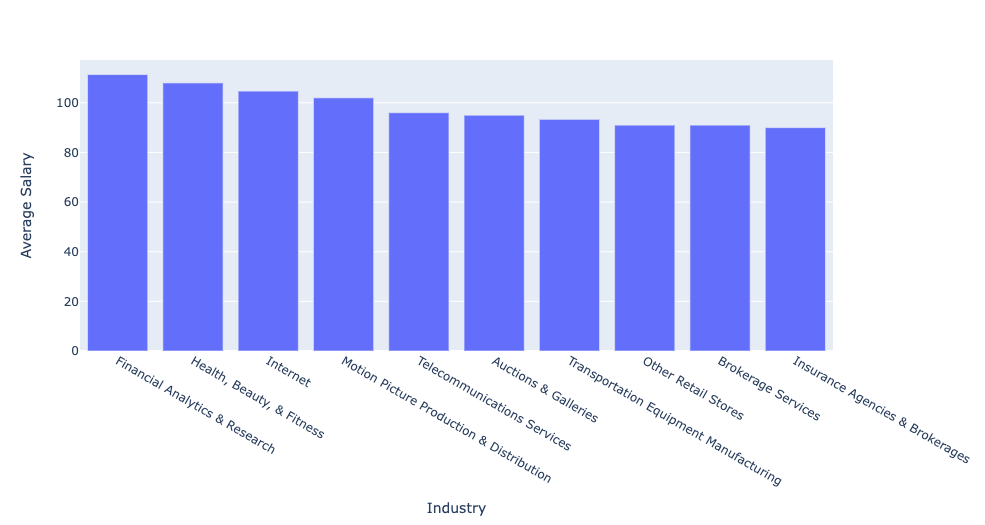 100
80
60
40
20
0
Average Salary
Financial Analytics & Research
Health, Beauty, & Fitness
Internet
Motion Picture Production & Distribution
Telecommunications Services
Auctions & Galleries
Transportation Equipment Manufacturing
Other Retail Stores
Brokerage Services
Insurance Agencies & Brokerages
Industry